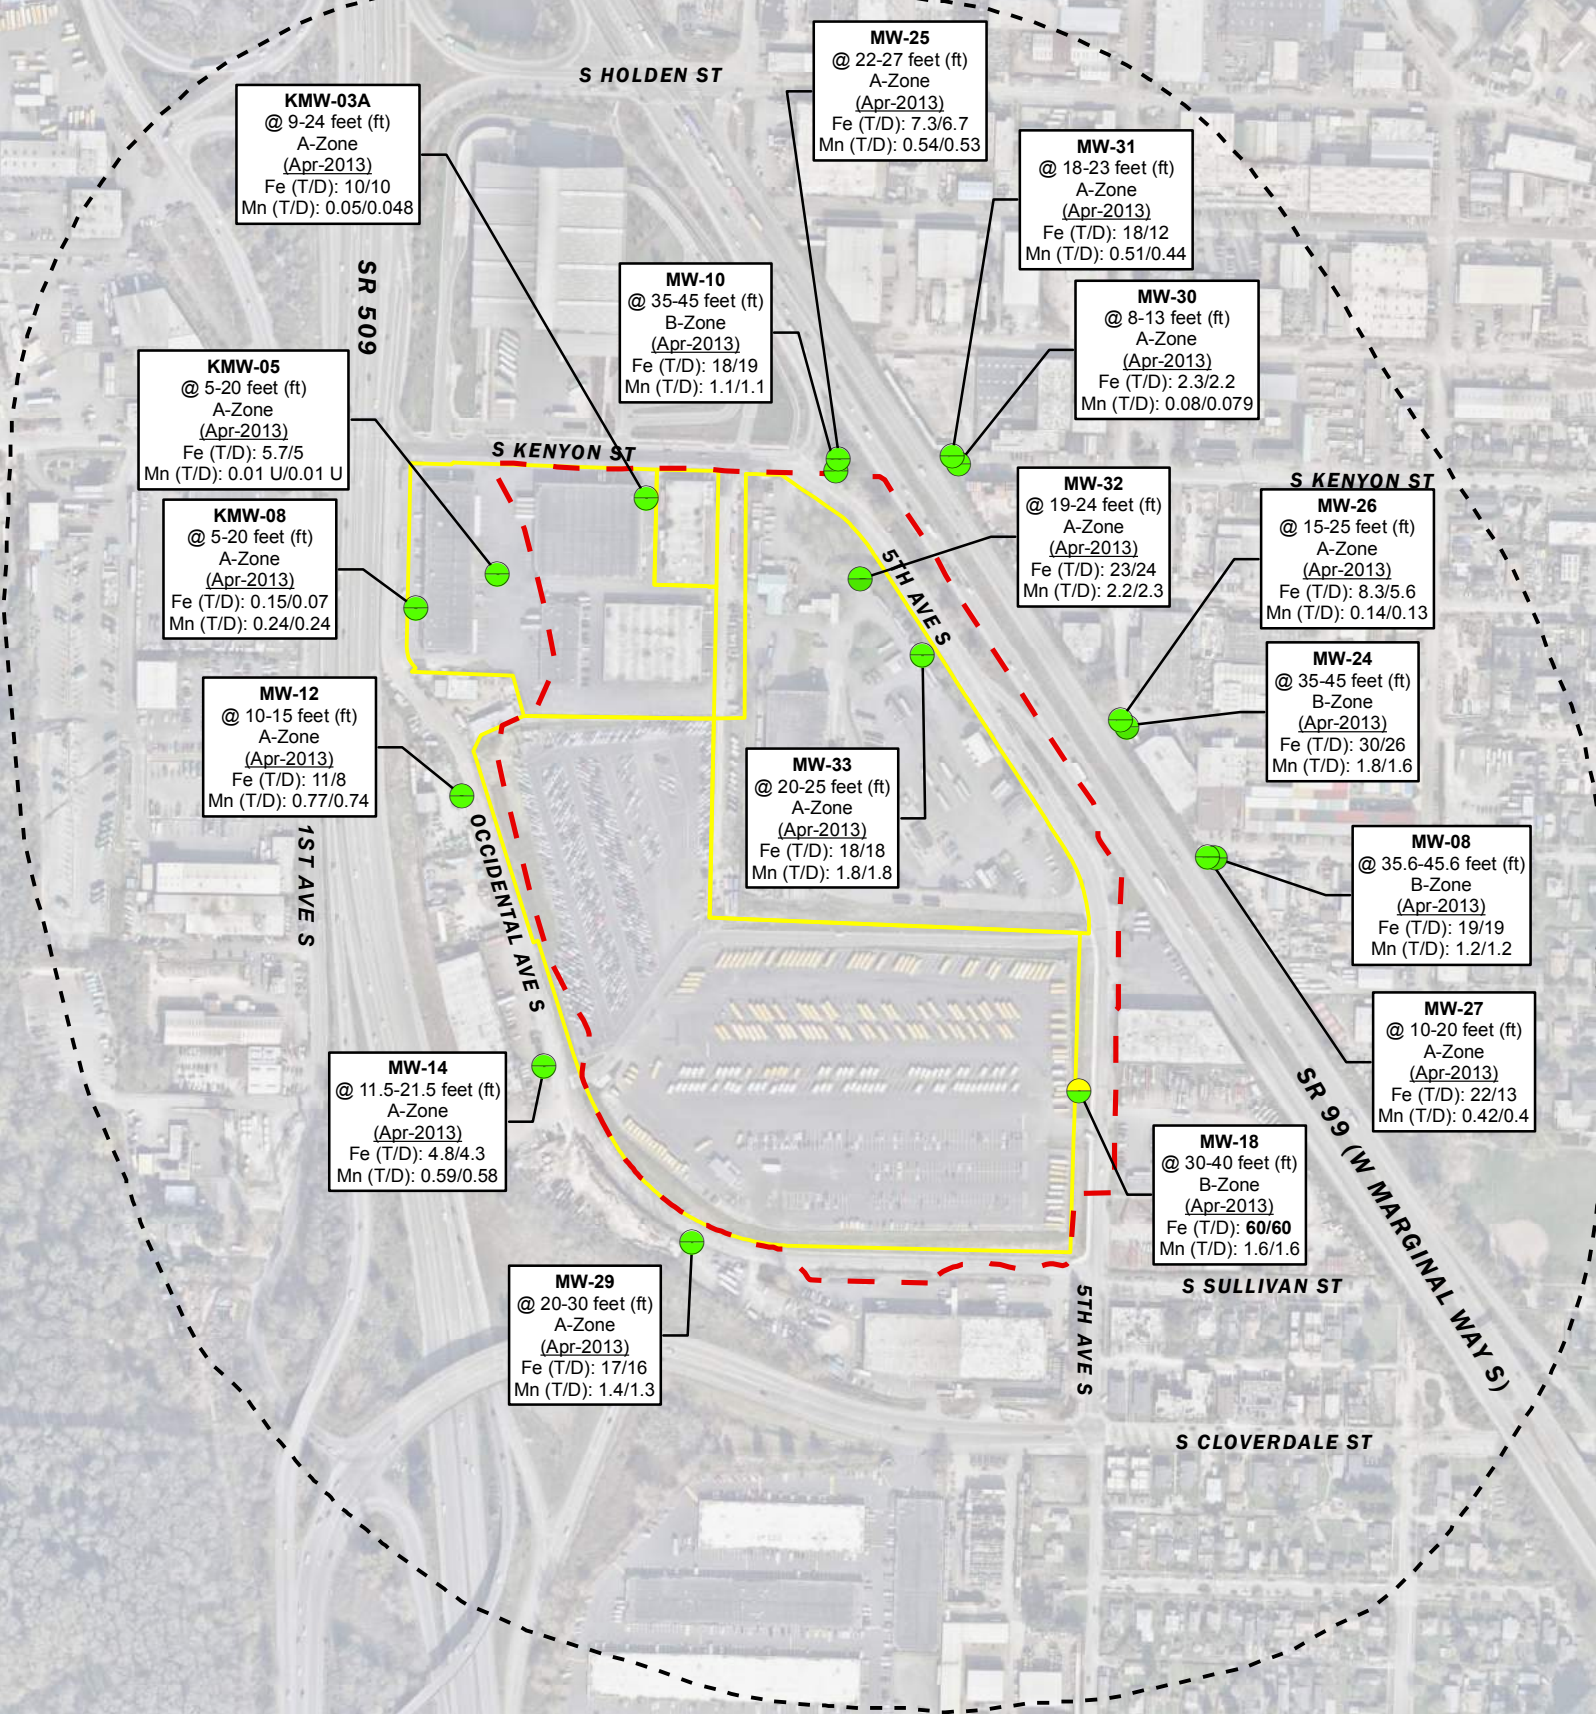 S HOLDEN ST
MW-25
@ 22-27 feet (ft)
A-Zone
(Apr-2013)
Fe (T/D): 7.3/6.7
Mn (T/D): 0.54/0.53
KMW-03A
@ 9-24 feet (ft)
A-Zone
(Apr-2013)
Fe (T/D): 10/10
Mn (T/D): 0.05/0.048
MW-31
@ 18-23 feet (ft)
A-Zone
(Apr-2013)
Fe (T/D): 18/12
Mn (T/D): 0.51/0.44
SR 509
MW-10
@ 35-45 feet (ft)
B-Zone
(Apr-2013)
Fe (T/D): 18/19
Mn (T/D): 1.1/1.1
MW-30
@ 8-13 feet (ft)
A-Zone
(Apr-2013)
Fe (T/D): 2.3/2.2
Mn (T/D): 0.08/0.079
KMW-05
@ 5-20 feet (ft)
A-Zone
(Apr-2013)
Fe (T/D): 5.7/5
Mn (T/D): 0.01 U/0.01 U
S KENYON ST
S KENYON ST
MW-32
@ 19-24 feet (ft)
A-Zone
(Apr-2013)
Fe (T/D): 23/24
Mn (T/D): 2.2/2.3
MW-26
@ 15-25 feet (ft)
A-Zone
(Apr-2013)
Fe (T/D): 8.3/5.6
Mn (T/D): 0.14/0.13
KMW-08
@ 5-20 feet (ft)
A-Zone
(Apr-2013)
Fe (T/D): 0.15/0.07
Mn (T/D): 0.24/0.24
5TH AVE S
MW-24
@ 35-45 feet (ft)
B-Zone
(Apr-2013)
Fe (T/D): 30/26
Mn (T/D): 1.8/1.6
MW-12
@ 10-15 feet (ft)
A-Zone
(Apr-2013)
Fe (T/D): 11/8
Mn (T/D): 0.77/0.74
MW-33
@ 20-25 feet (ft)
A-Zone
(Apr-2013)
Fe (T/D): 18/18
Mn (T/D): 1.8/1.8
1ST AVE S
OCCIDENTAL AVE S
MW-08
@ 35.6-45.6 feet (ft)
B-Zone
(Apr-2013)
Fe (T/D): 19/19
Mn (T/D): 1.2/1.2
MW-27
@ 10-20 feet (ft)
A-Zone
(Apr-2013)
Fe (T/D): 22/13
Mn (T/D): 0.42/0.4
MW-14
@ 11.5-21.5 feet (ft)
A-Zone
(Apr-2013)
Fe (T/D): 4.8/4.3
Mn (T/D): 0.59/0.58
SR 99 (W MARGINAL WAY S)
MW-18
@ 30-40 feet (ft)
B-Zone
(Apr-2013)
Fe (T/D): 60/60
Mn (T/D): 1.6/1.6
MW-29
@ 20-30 feet (ft)
A-Zone
(Apr-2013)
Fe (T/D): 17/16
Mn (T/D): 1.4/1.3
S SULLIVAN ST
5TH AVE S
S CLOVERDALE ST